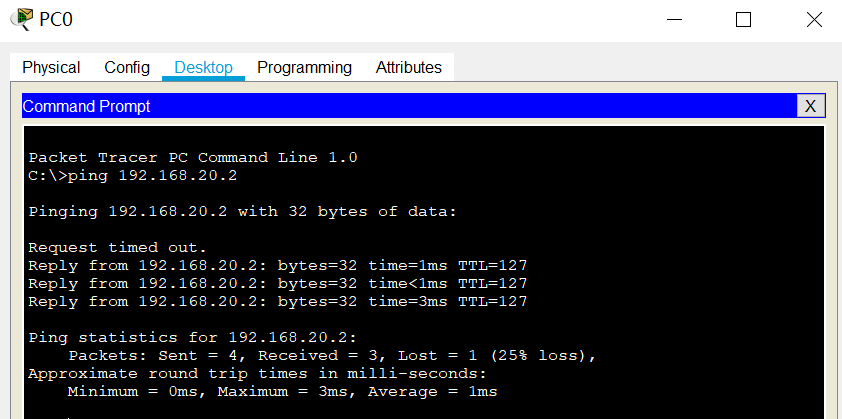 PC0
Physical Config Desktop Programming Attributes
Command Prompt
X
Packet Tracer PC Command Line 1.0
C:\>ping 192.168.20.2
Pinging 192.168.20.2 with 32 bytes of data:
Request timed out.
Reply from 192.168.20.2: bytes=32 time=1ms TTL=127
Reply from 192.168.20.2: bytes=32 time<1ms TTL=127
Reply from 192.168.20.2: bytes=32 time=3ms TTL=127
Ping statistics for 192.168.20.2:
    Packets: Sent = 4, Received = 3, Lost = 1 (25% loss),
Approximate round trip times in milli-seconds:
    Minimum = 0ms, Maximum = 3ms, Average = 1ms